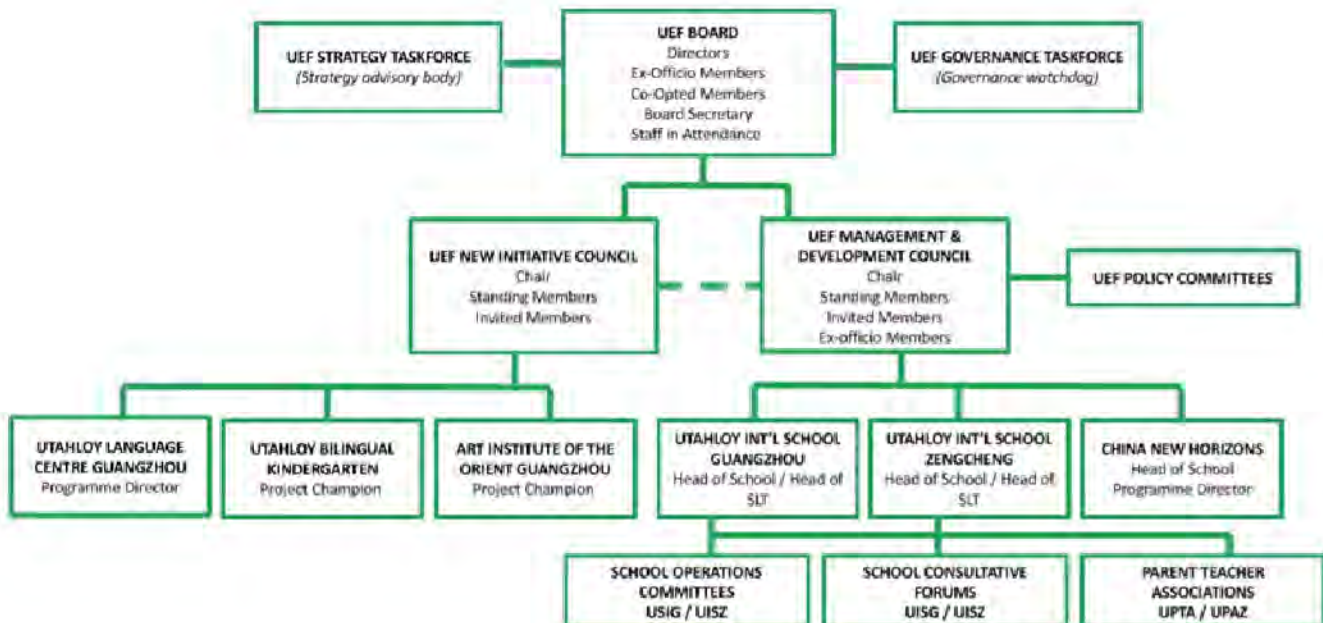 UEF BOARD
Directors
Ex-Officio Members
Co-Opted Members
Board Secretary
Staff in Attendance
UEF STRATEGY TASKFORCE
(Strategy advisory body)
UEF GOVERNANCE TASKFORCE
(Governance watchdog)
UEF NEW INITIATIVE COUNCIL
Chair
Standing Members
Invited Members
UEF MANAGEMENT &
DEVELOPMENT COUNCIL
Chair
Standing Members
Invited Members
Ex-officio Members
UEF POLICY COMMITTEES
UTAHLOY LANGUAGE
CENTRE GUANGZHOU
Programme Director
UTAHLOY BILINGUAL
KINDERGARTEN
Project Champion
ART INSTITUTE OF THE
ORIENT GUANGZHOU
Project Champion
UTAHLOY INT'L SCHOOL
GUANGZHOU
Head of School / Head of
SLT
UTAHLOY INT'L SCHOOL
ZENGCHENG
Head of School / Head of
SLT
CHINA NEW HORIZONS
Head of School
Programme Director
SCHOOL OPERATIONS
COMMITTEES
USIG / UISZ
SCHOOL CONSULTATIVE
FORUMS
UISG / UISZ
PARENT TEACHER
ASSOCIATIONS
UPTA / UPAZ